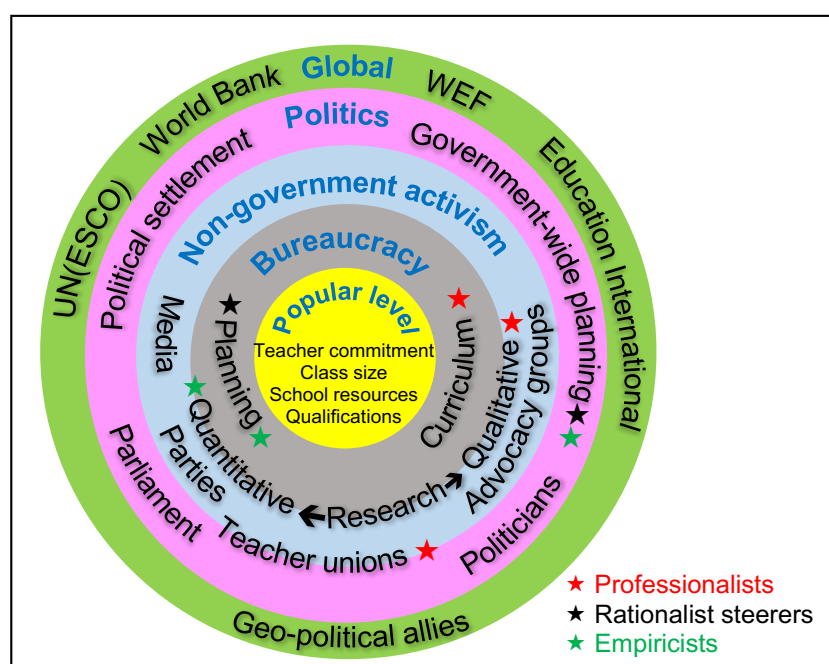 Global
World Bank
WEF
UN(ESCO)
Education International
Geo-political allies
Politics
Political settlement
Government-wide planning
Parliament
Politicians
Non-government activism
Media
Parties
Teacher unions
Advocacy groups
Quantitative
Research
Qualitative
Bureaucracy
Planning
Curriculum
Popular level
Teacher commitment
Class size
School resources
Qualifications
Professionalists
Rationalist steerers
Empiricists